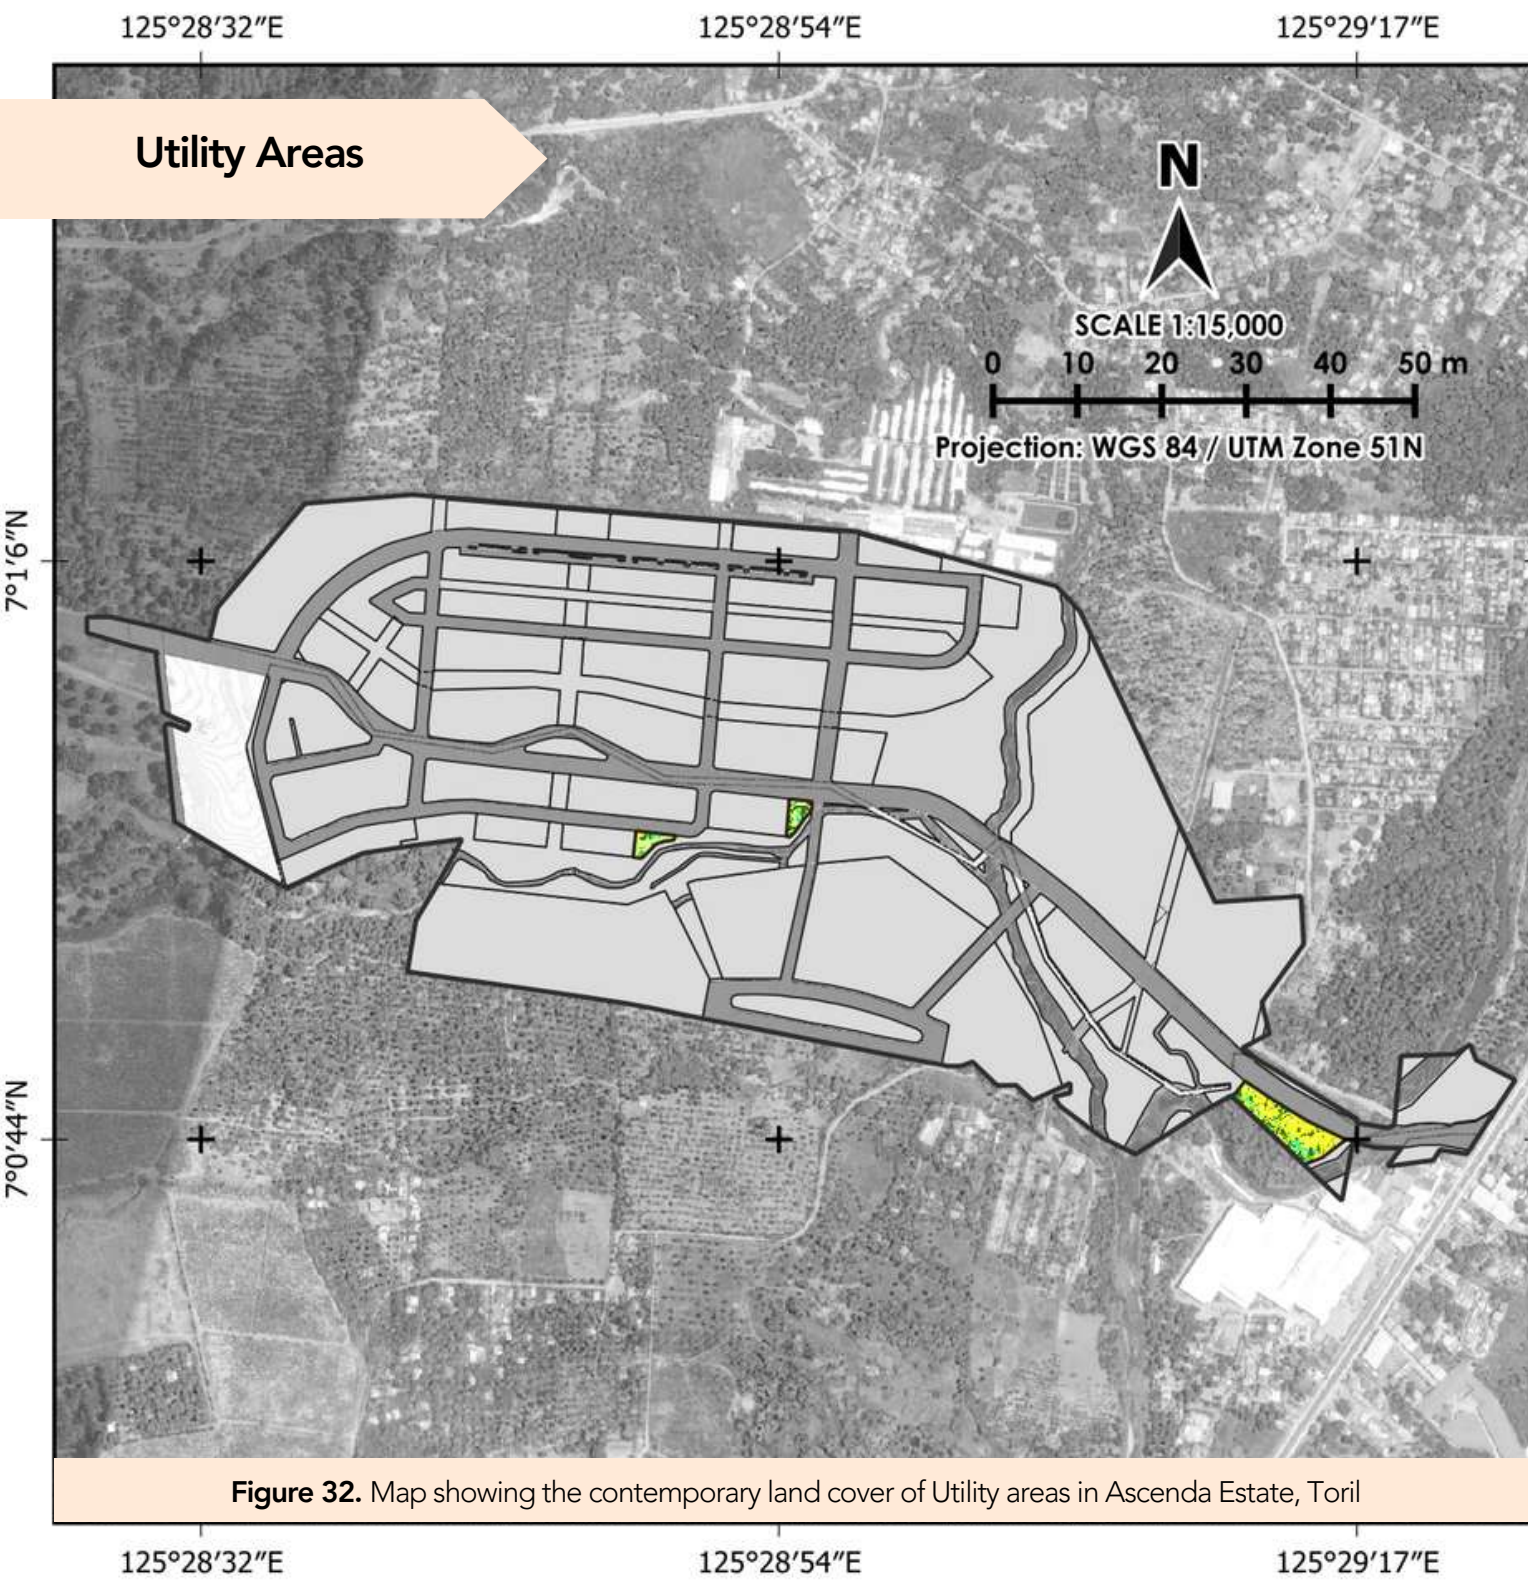 125°28′32″E 125°28′54″E 125°29′17″E
Utility Areas
N
SCALE 1:15,000
0 10 20 30 40 50 m
Projection: WGS 84 / UTM Zone 51N
7°1′6″N
7°0′44″N
Figure 32. Map showing the contemporary land cover of Utility areas in Ascenda Estate, Toril
125°28′32″E 125°28′54″E 125°29′17″E